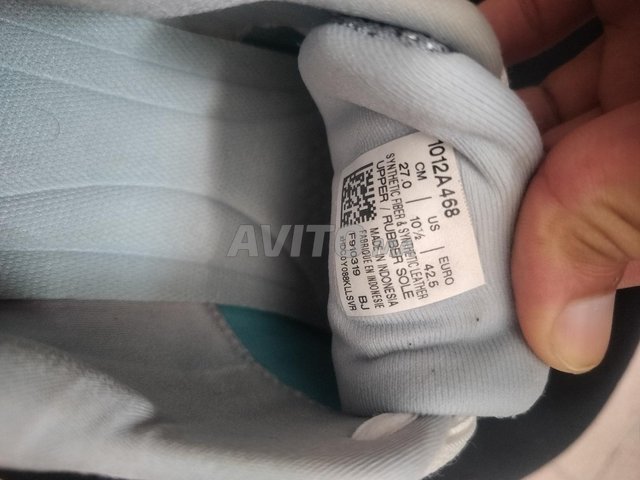 1012A468
CM | US | EURO
27.0 | 10½ | 42.5
SYNTHETIC FIBER & SYNTHETIC LEATHER
UPPER / RUBBER SOLE
MADE IN INDONESIA
FABRIQUE EN INDONESIE
F910319 BJ
AVITO